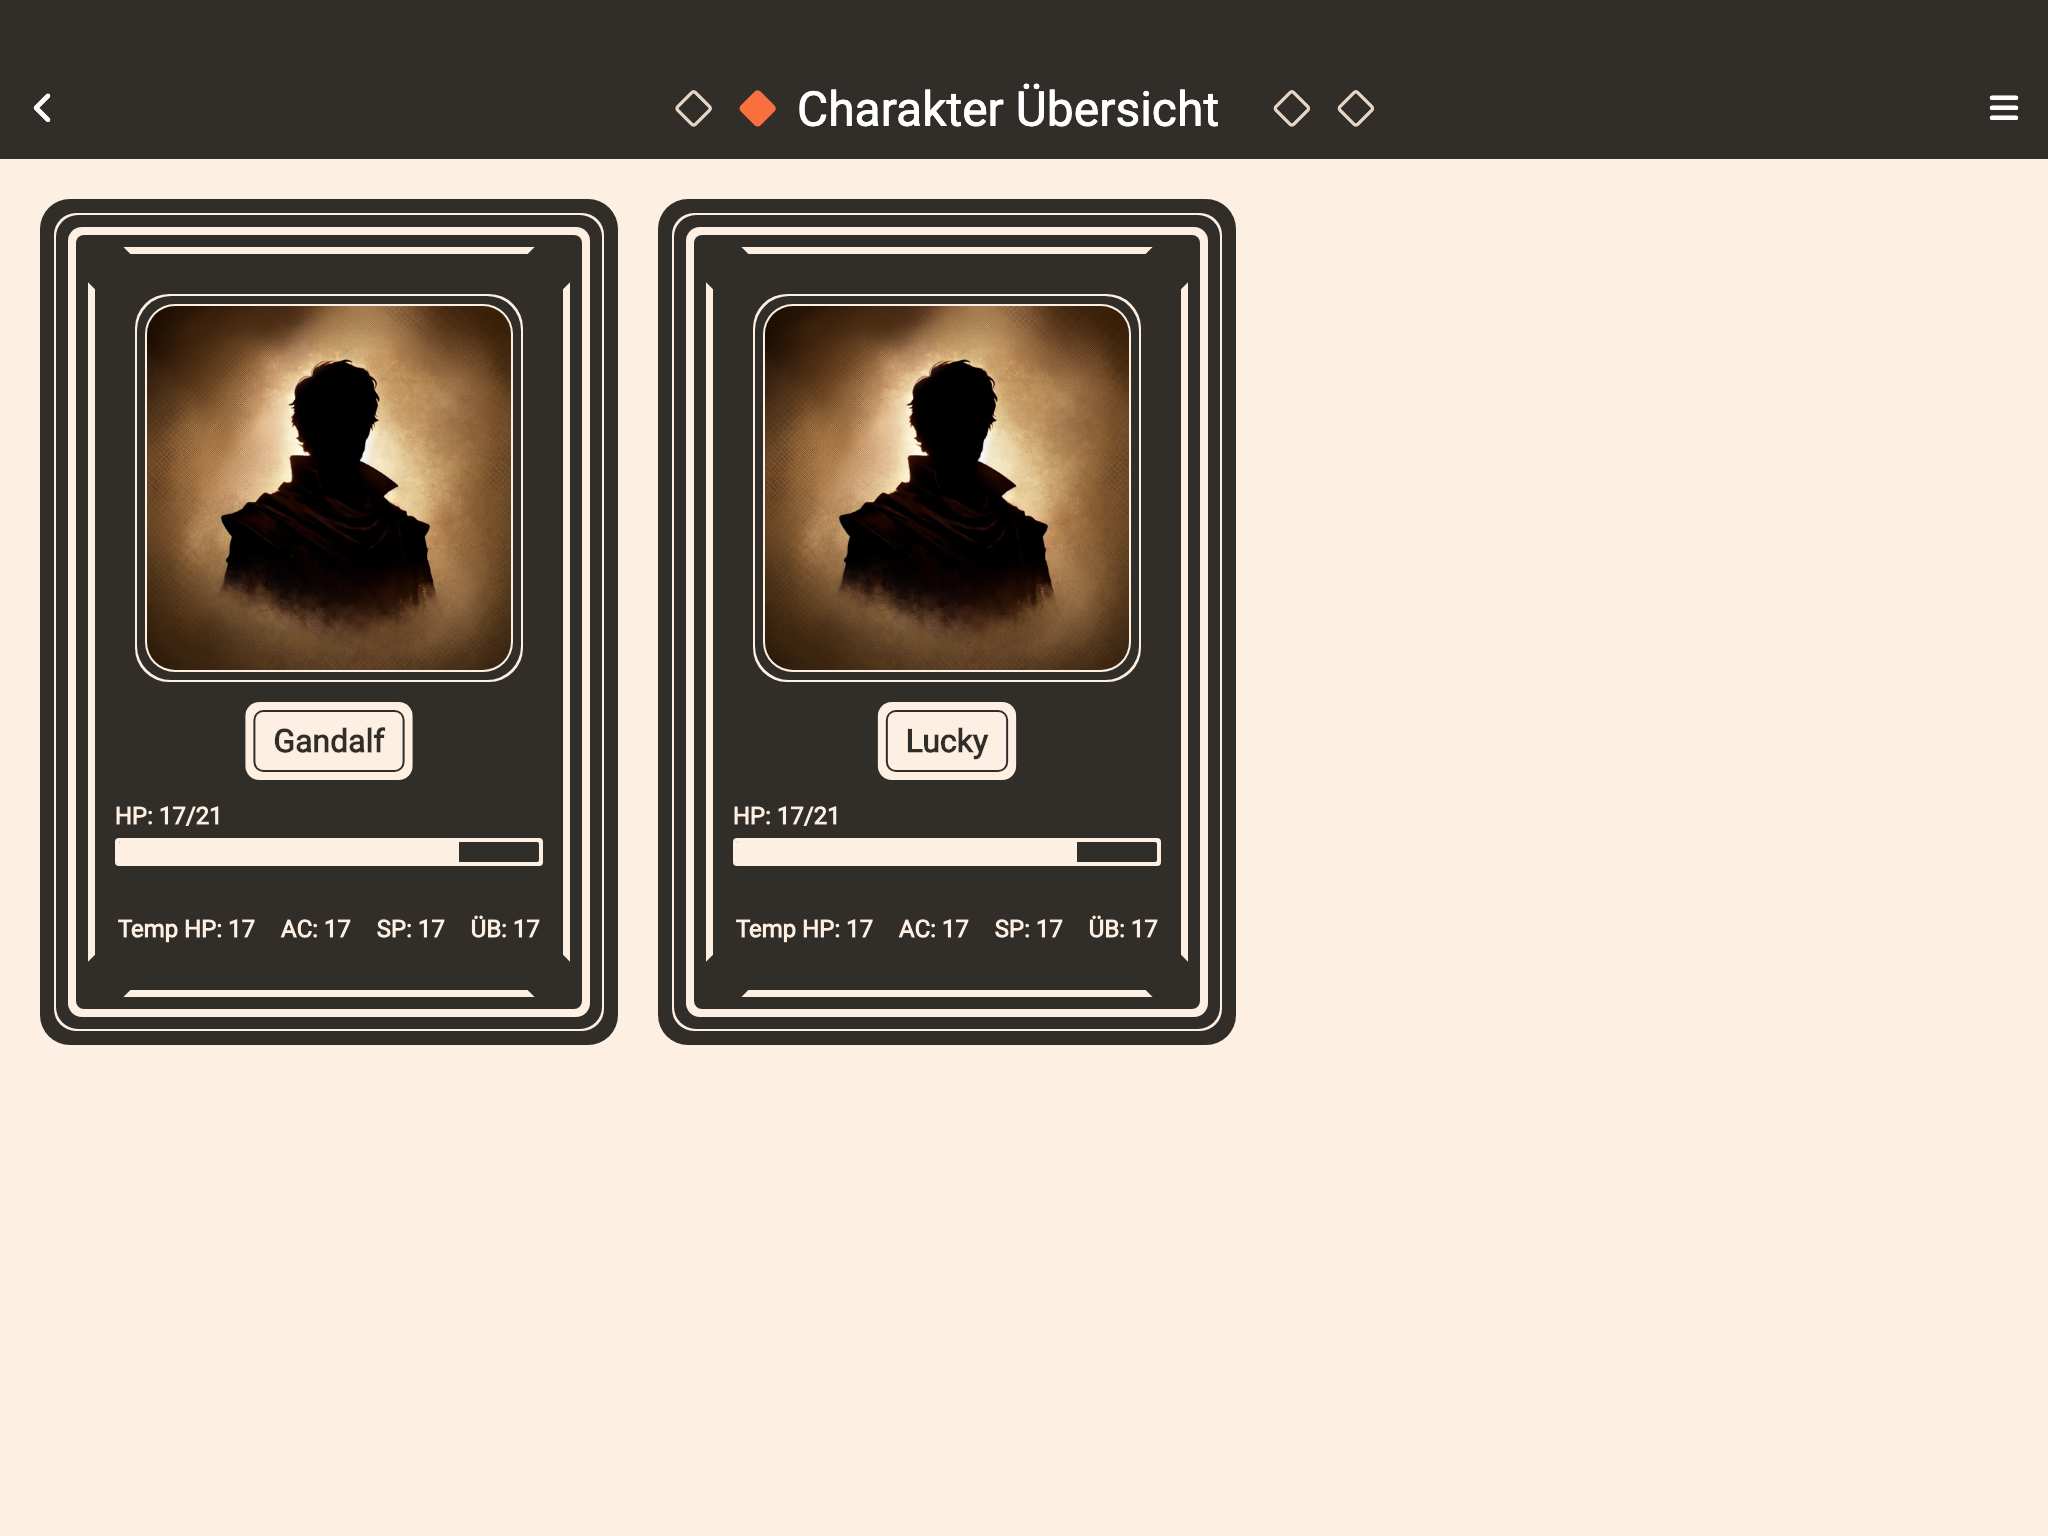 Charakter Übersicht
Gandalf
HP: 17/21
Temp HP: 17 AC: 17 SP: 17 ÜB: 17
Lucky
HP: 17/21
Temp HP: 17 AC: 17 SP: 17 ÜB: 17